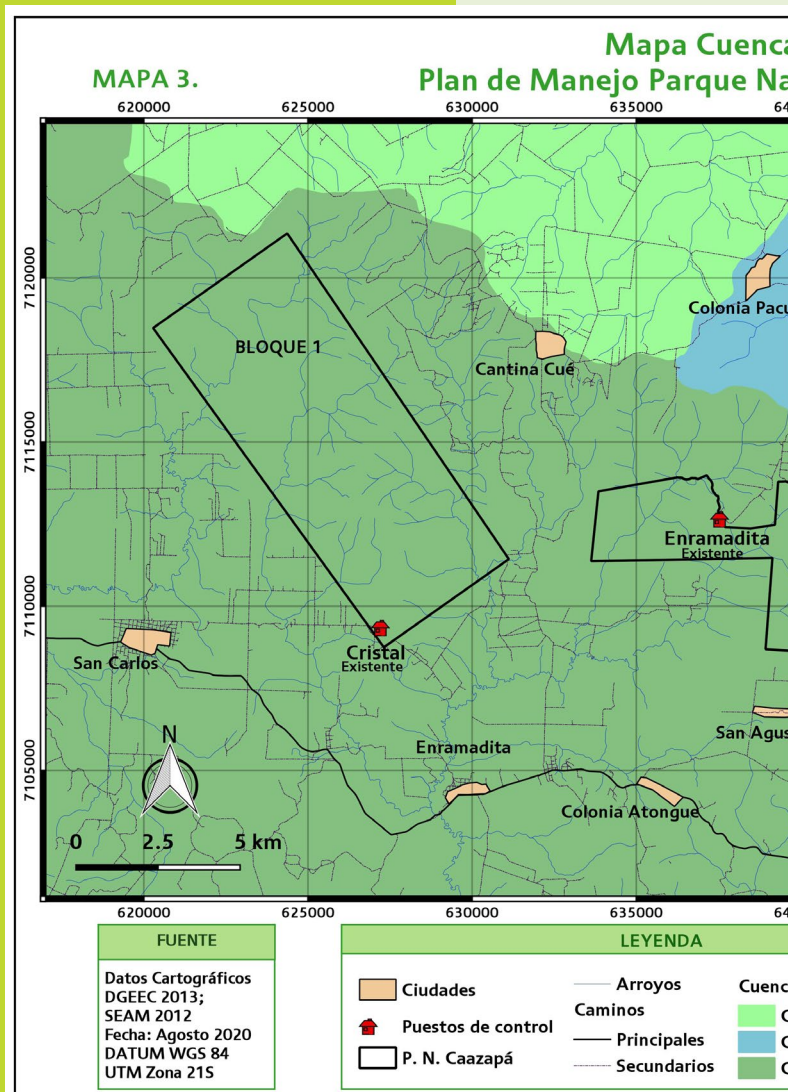 Mapa Cuenca
MAPA 3.
Plan de Manejo Parque Na
620000 625000 630000 635000 64
7120000
7115000
7110000
7105000
BLOQUE 1
Colonia Pacu
Cantina Cué
Enramadita
Existente
Cristal
Existente
San Carlos
San Agus
Enramadita
Colonia Atongue
N
0 2.5 5 km
620000 625000 630000 635000 64
FUENTE
Datos Cartográficos
DGEEC 2013;
SEAM 2012
Fecha: Agosto 2020
DATUM WGS 84
UTM Zona 21S
LEYENDA
Ciudades
Puestos de control
P. N. Caazapá
Arroyos
Caminos
Principales
Secundarios
Cuenc
C
C
C